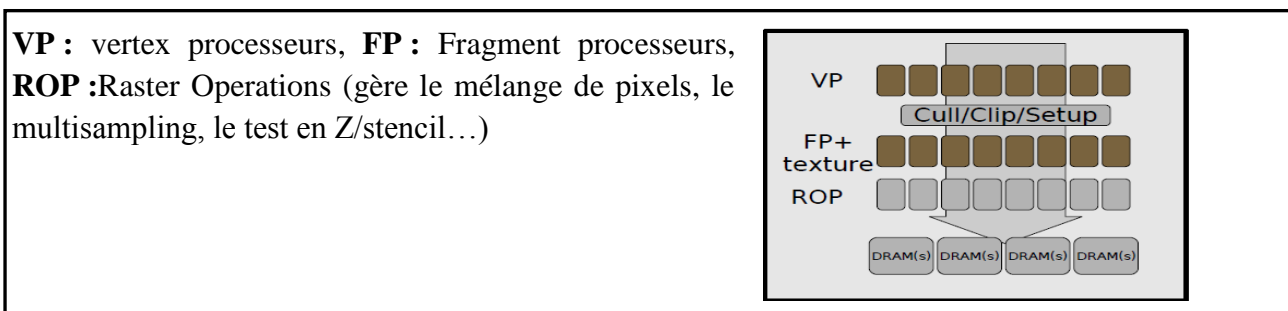 VP : vertex processeurs, FP : Fragment processeurs,
ROP :Raster Operations (gère le mélange de pixels, le
multisampling, le test en Z/stencil…)
VP
Cull/Clip/Setup
FP+
texture
ROP
DRAM(s) DRAM(s) DRAM(s) DRAM(s)